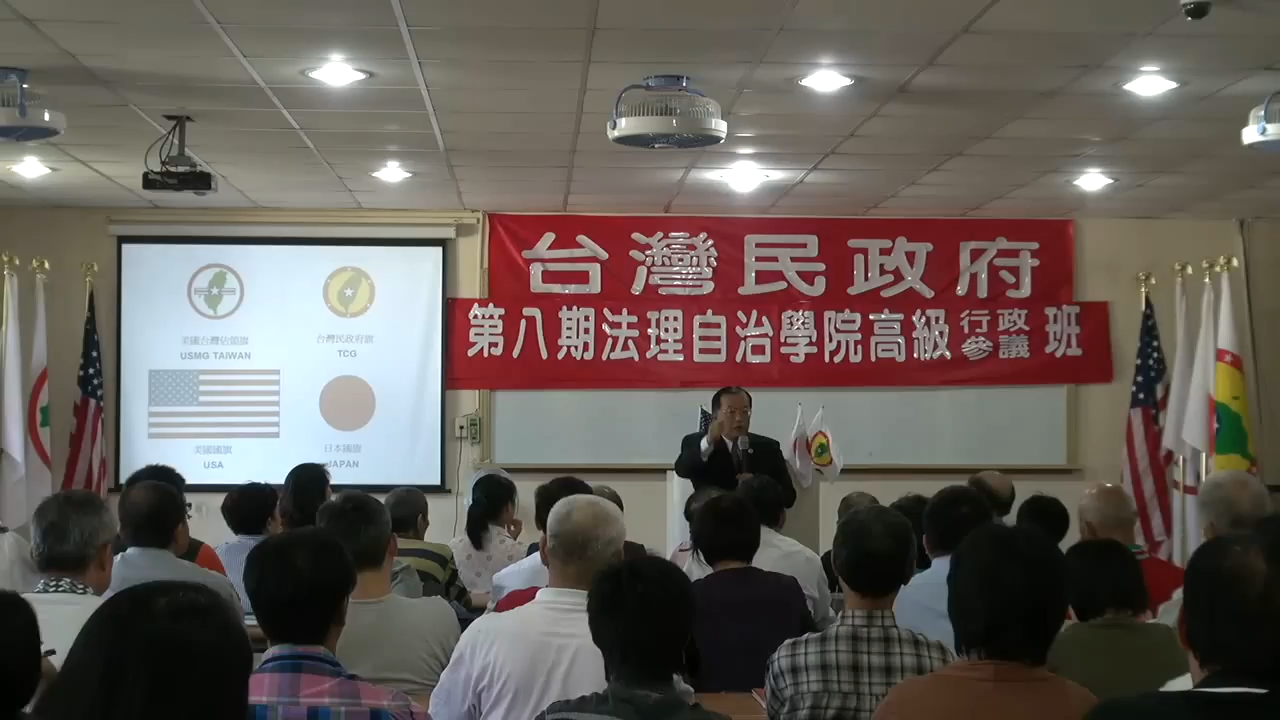 台灣民政府
第八期法理自治學院高級行政參議班
美國台灣佔領旗
USMG TAIWAN
台灣民政府旗
TCG
美國國旗
USA
日本國旗
JAPAN